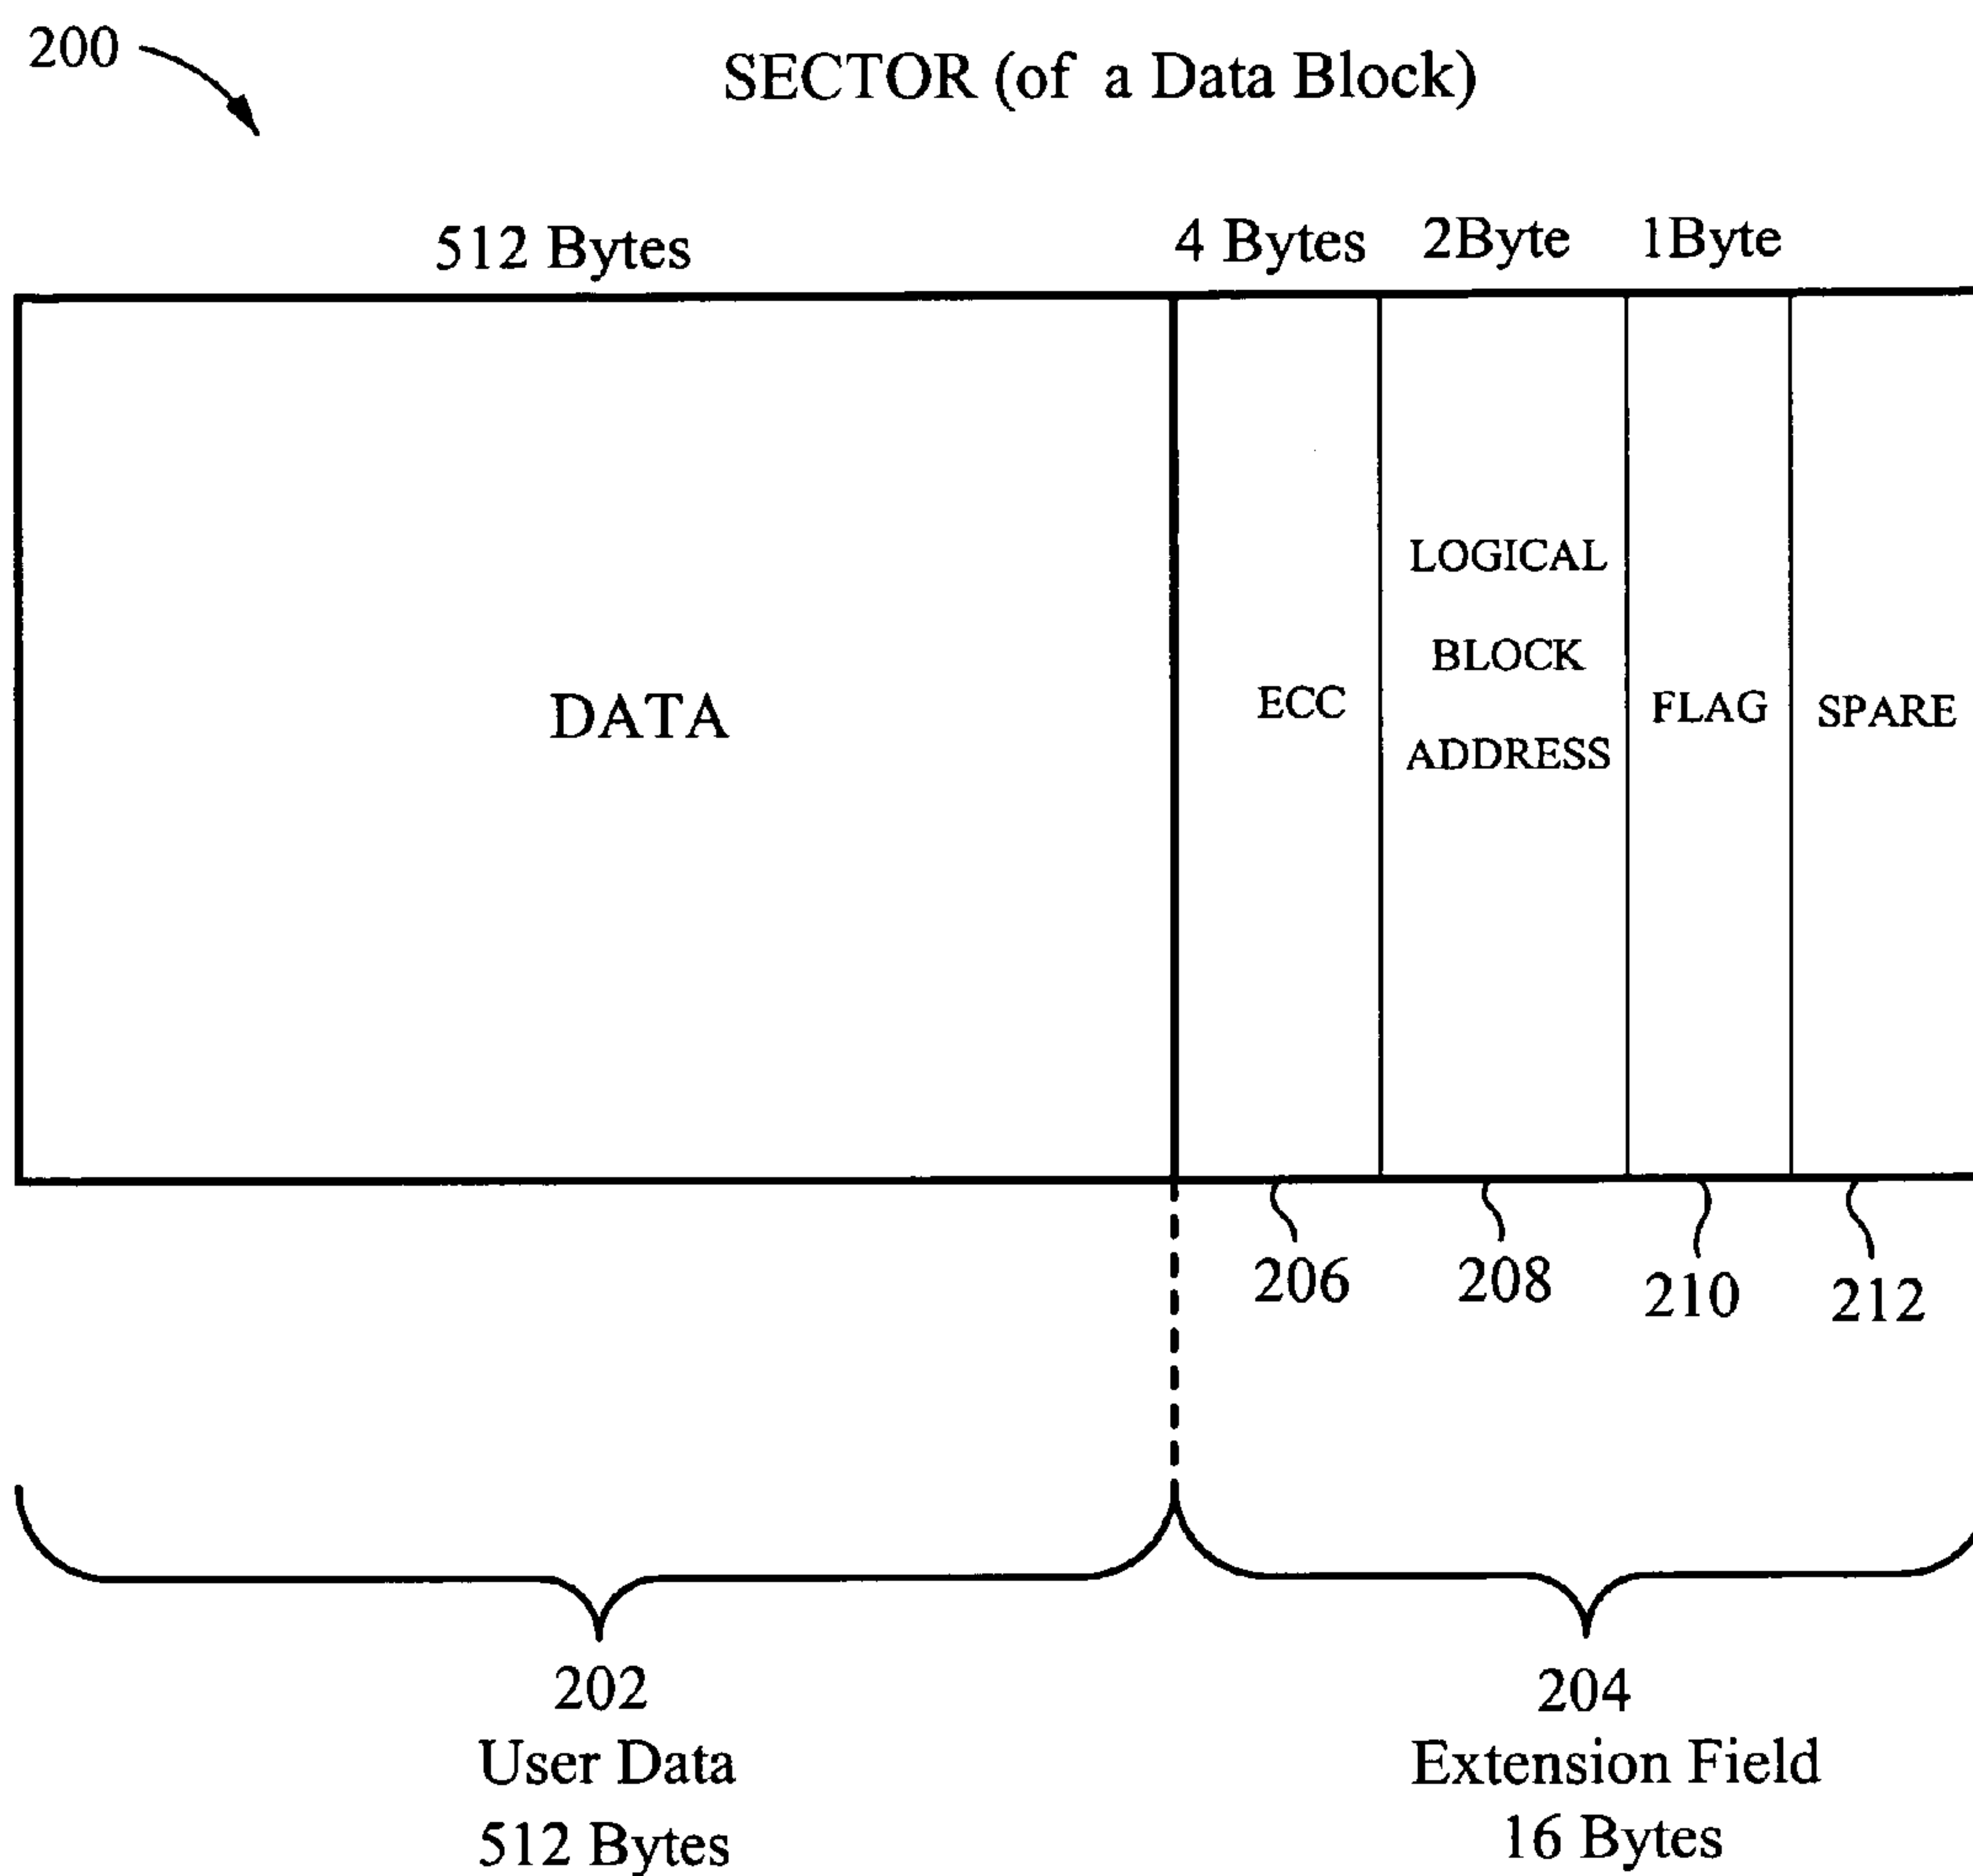 200
SECTOR (of a Data Block)
512 Bytes
4 Bytes
2Byte
1Byte
DATA
ECC
LOGICAL
BLOCK
ADDRESS
FLAG
SPARE
206
208
210
212
202
User Data
512 Bytes
204
Extension Field
16 Bytes